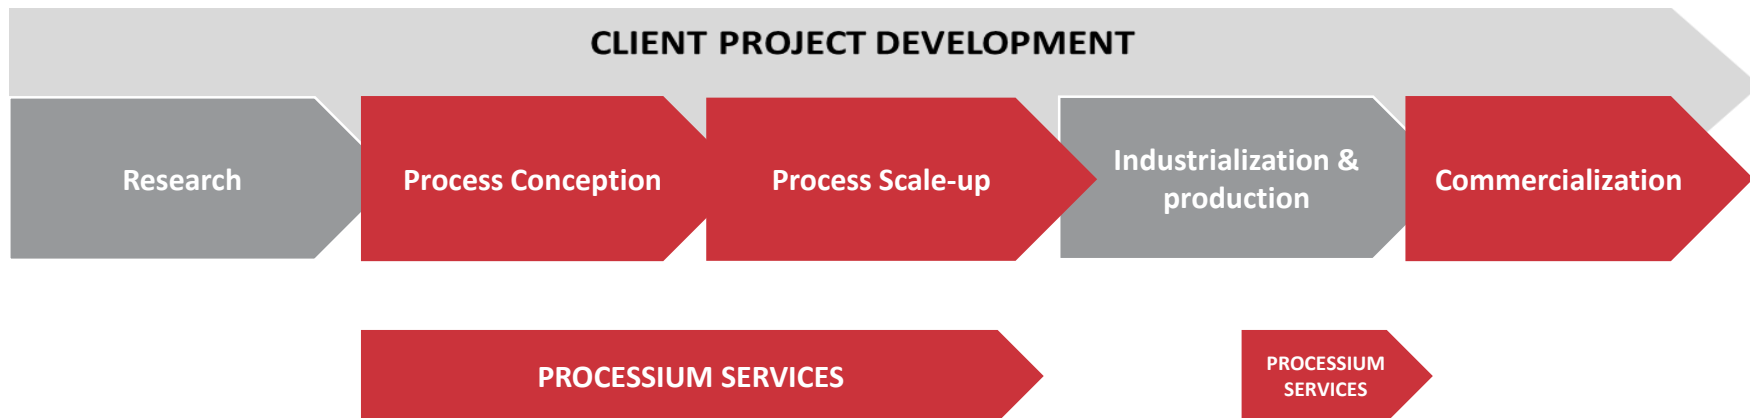 CLIENT PROJECT DEVELOPMENT
Research
Process Conception
Process Scale-up
Industrialization &
production
Commercialization
PROCESSIUM SERVICES
PROCESSIUM
SERVICES